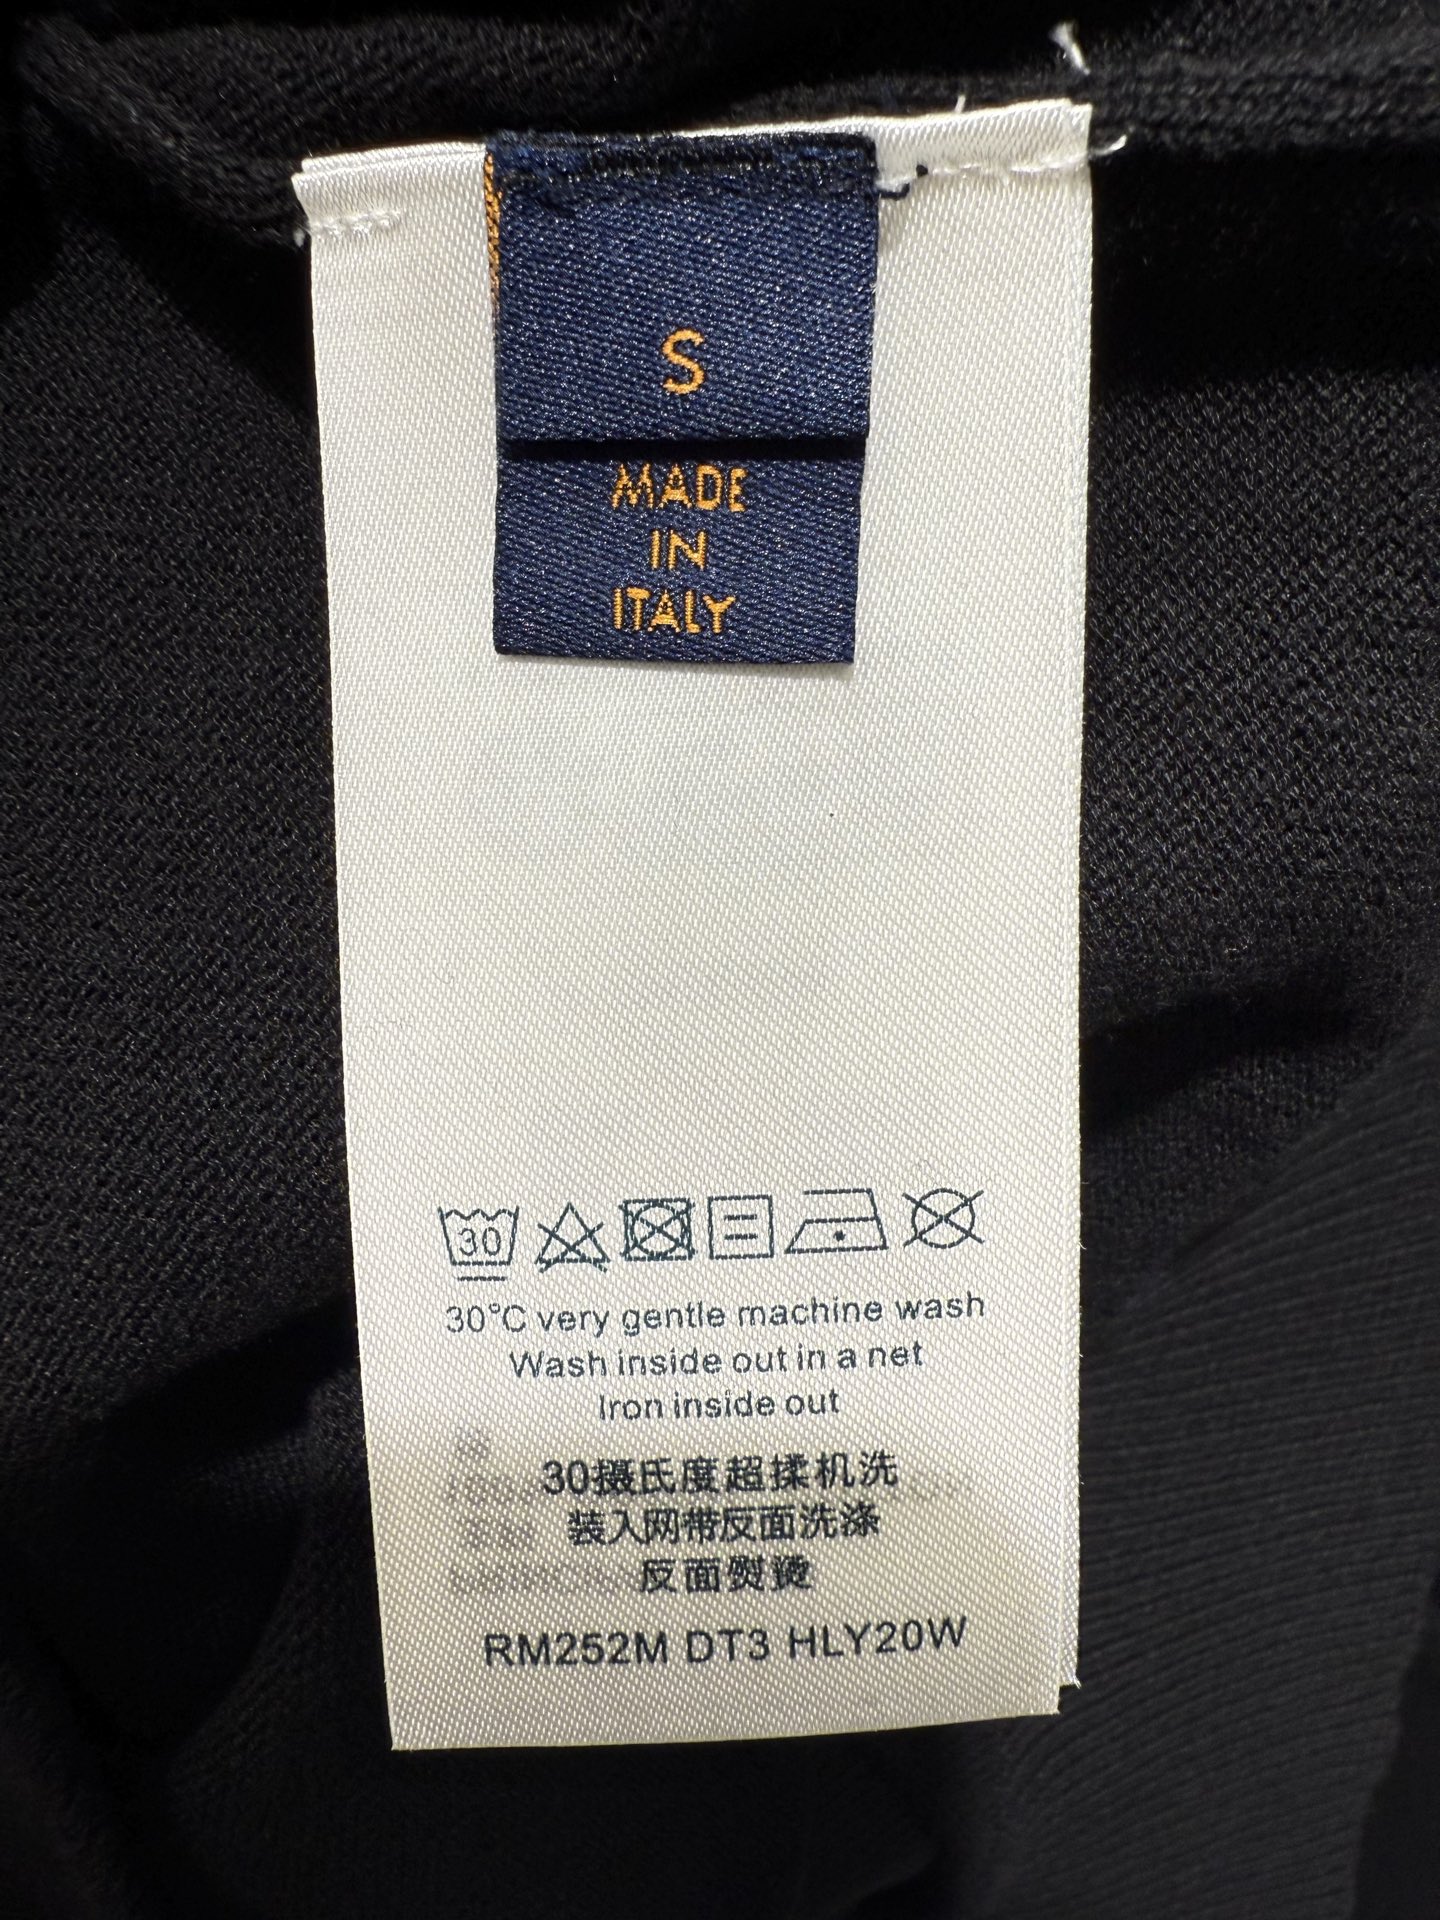 S
MADE
IN
ITALY
30
30°C very gentle machine wash
Wash inside out in a net
Iron inside out
30摄氏度超揉机洗
装入网带反面洗涤
反面熨烫
RM252M DT3 HLY20W